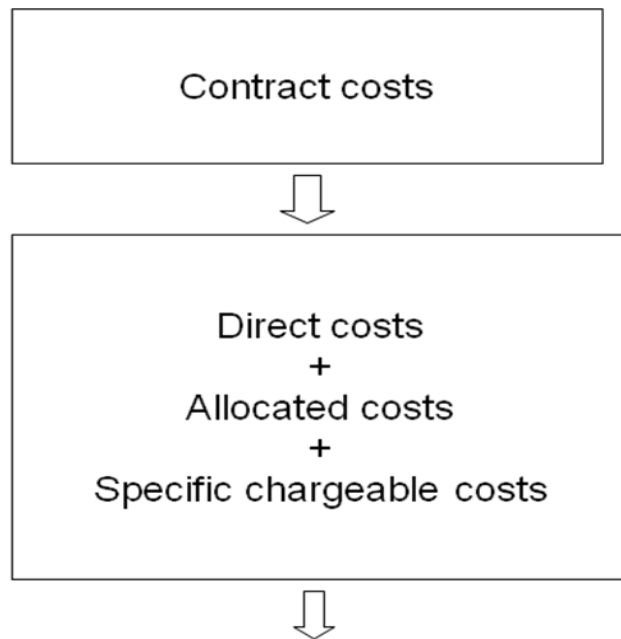 Contract costs
Direct costs
+
Allocated costs
+
Specific chargeable costs